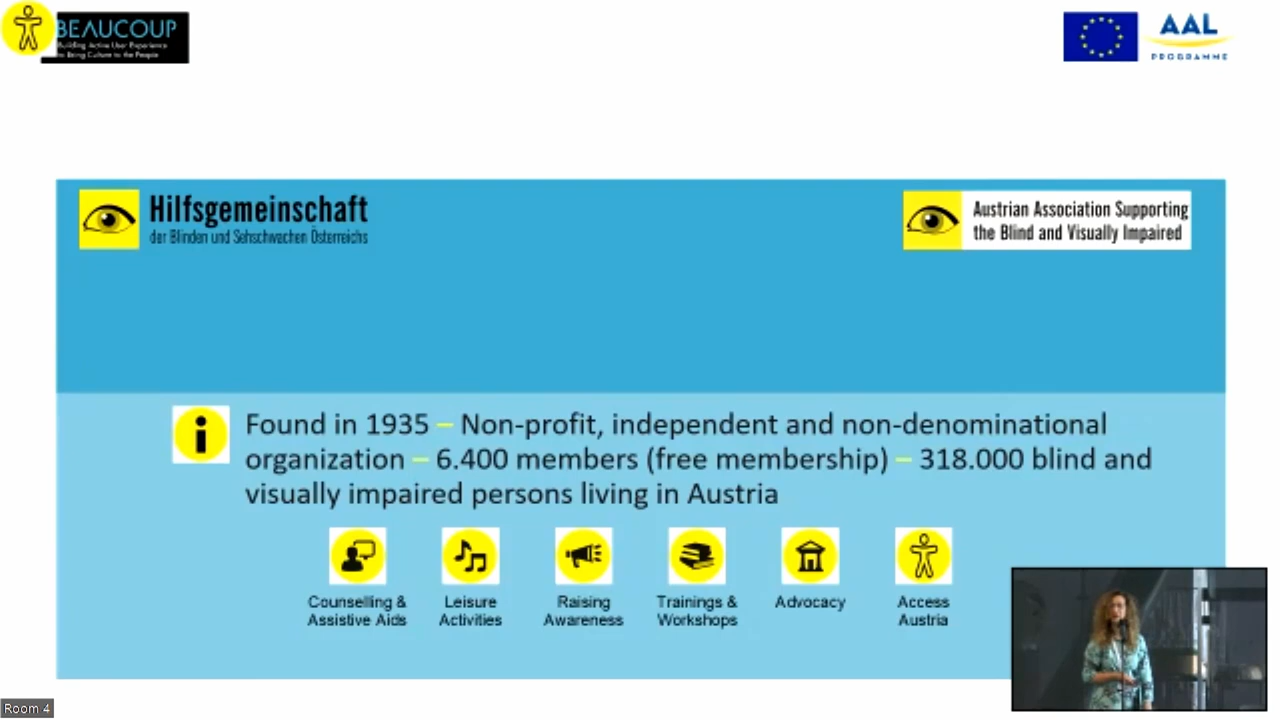 BEAUCOUP
Building Active User Experience
to Bring Culture to the People
AAL
PROGRAMME
Hilfsgemeinschaft
der Blinden und Sehschwachen Österreichs
Austrian Association Supporting
the Blind and Visually Impaired
i
Found in 1935 – Non-profit, independent and non-denominational
organization – 6.400 members (free membership) – 318.000 blind and
visually impaired persons living in Austria
Counselling &
Assistive Aids
Leisure
Activities
Raising
Awareness
Trainings &
Workshops
Advocacy
Access
Austria
Room 4